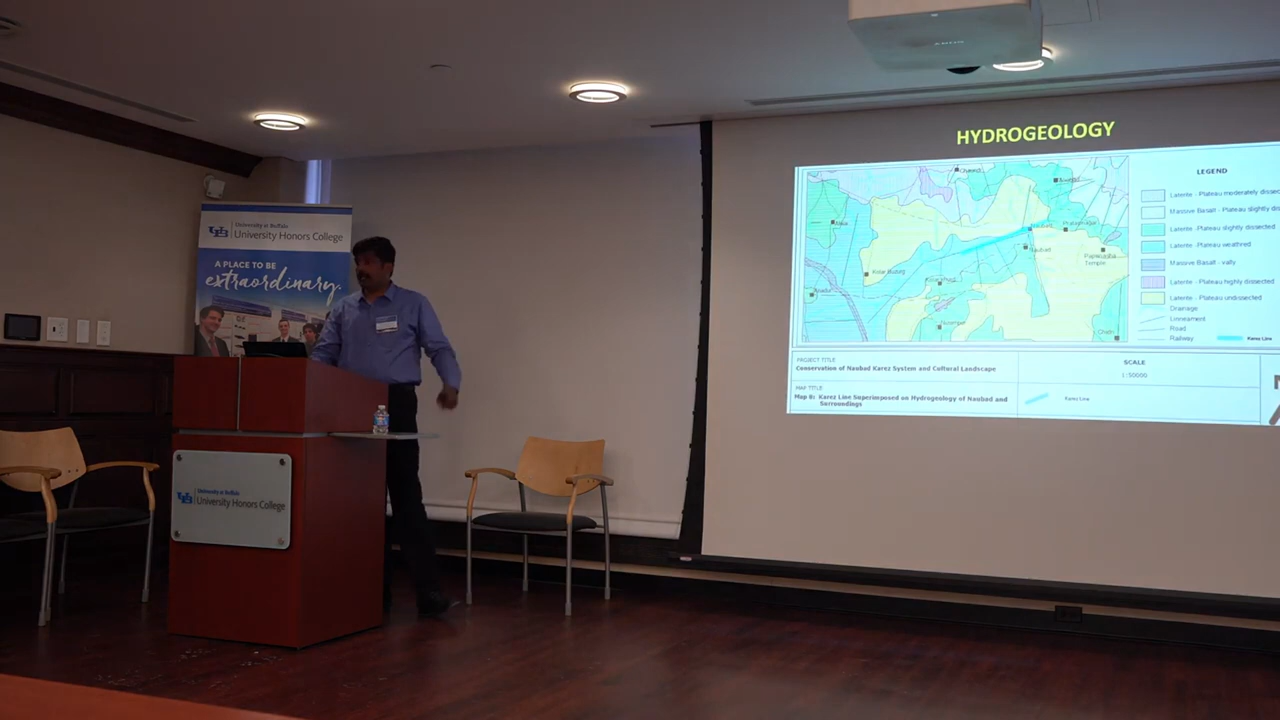 HYDROGEOLOGY
LEGEND
Laterite - Plateau moderately
Massive Basalt - Plateau slightly
Laterite - Plateau slightly dissected
Laterite - Plateau weathred
Massive Basalt - vally
Laterite - Plateau highly dissected
Laterite - Plateau undissected
Drainage
Lineament
Road
Railway
Karez Line
Naubad
Temple
PROJECT TITLE
Conservation of Naubad Karez System and Cultural Landscape
SCALE
1:50000
MAP TITLE
Map 8: Karez Line Superimposed on Hydrogeology of Naubad and
Surroundings
Karez Line
UB University at Buffalo
University Honors College
A PLACE TO BE
extraordinary.
UB University at Buffalo
University Honors College